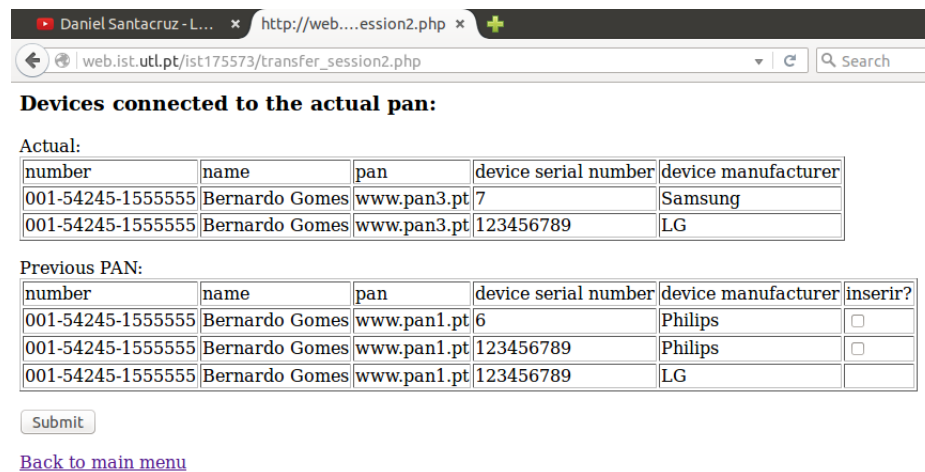 Daniel Santacruz - L... × http://web....ession2.php ×
web.ist.utl.pt/ist175573/transfer_session2.php Search
Devices connected to the actual pan:
Actual:
number name pan device serial number device manufacturer
001-54245-1555555 Bernardo Gomes www.pan3.pt 7 Samsung
001-54245-1555555 Bernardo Gomes www.pan3.pt 123456789 LG
Previous PAN:
number name pan device serial number device manufacturer inserir?
001-54245-1555555 Bernardo Gomes www.pan1.pt 6 Philips
001-54245-1555555 Bernardo Gomes www.pan1.pt 123456789 Philips
001-54245-1555555 Bernardo Gomes www.pan1.pt 123456789 LG
Submit
Back to main menu